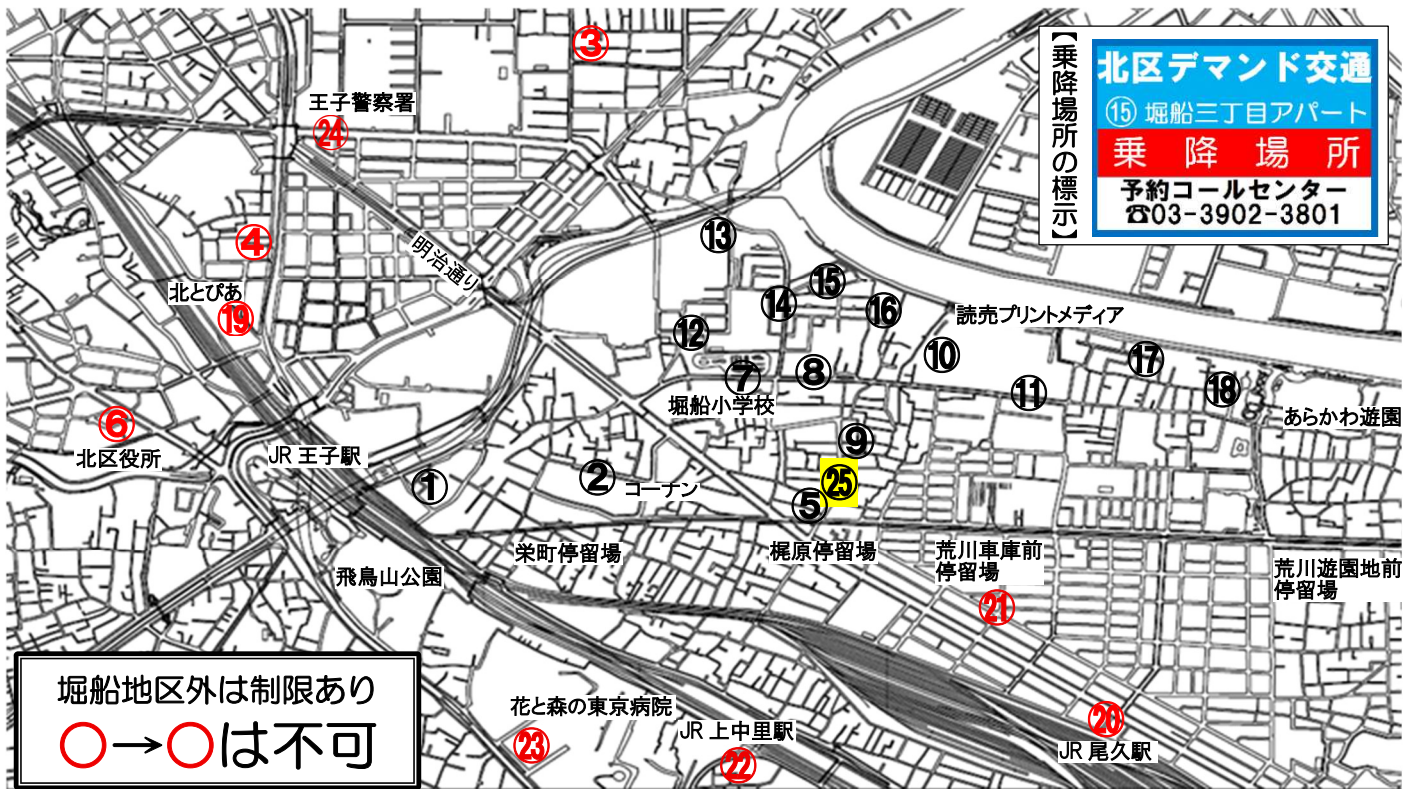 ③
王子警察署
㉔
④
明治通り
北とぴあ
⑲
⑥
北区役所
JR 王子駅
①
②
コーナン
⑬
⑮
⑭
⑯
⑫
読売プリントメディア
⑩
⑰
⑧
⑦
⑪
⑱
堀船小学校
あらかわ遊園
⑨
㉕
⑤
栄町停留場
梶原停留場
荒川車庫前
停留場
荒川遊園地前
停留場
飛鳥山公園
㉑
花と森の東京病院
㉓
JR 上中里駅
㉒
⑳
JR 尾久駅
【乗降場所の標示】
北区デマンド交通
⑮ 堀船三丁目アパート
乗降場所
予約コールセンター
☎03-3902-3801
堀船地区外は制限あり
○→○は不可